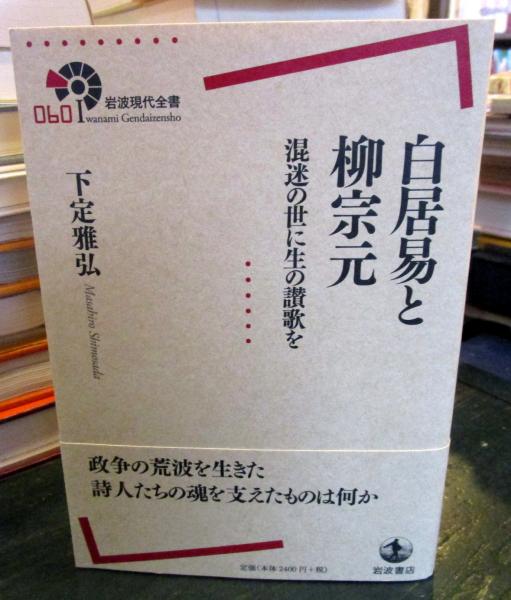 060
岩波現代全書
Iwanami Gendaizensho
白居易と
柳宗元
混迷の世に生の讃歌を
下定雅弘
Masahiro Shimosada
政争の荒波を生きた
詩人たちの魂を支えたものは何か
定価(本体2400円+税)
岩波書店